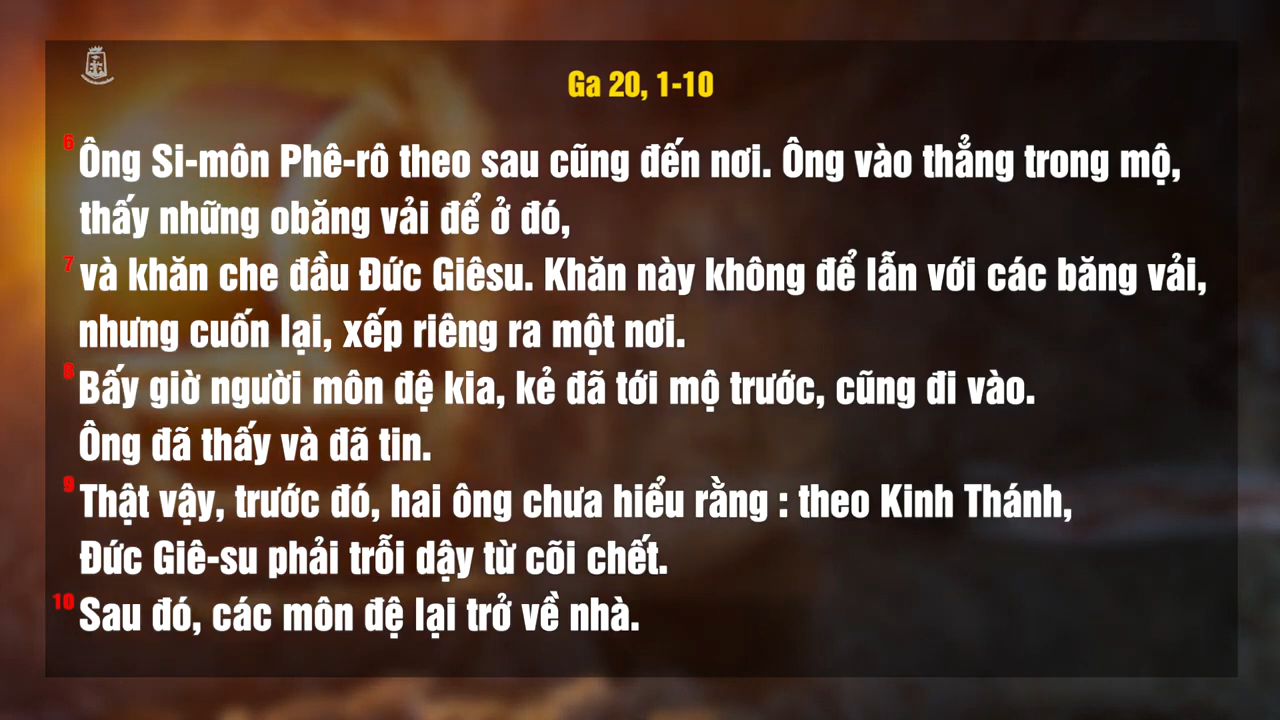 Ga 20, 1-10
6 Ông Si-môn Phê-rô theo sau cũng đến nơi. Ông vào thẳng trong mộ,
thấy những obăng vải để ở đó,
7 và khăn che đầu Đức Giêsu. Khăn này không để lẫn với các băng vải,
nhưng cuốn lại, xếp riêng ra một nơi.
8 Bấy giờ người môn đệ kia, kẻ đã tới mộ trước, cũng đi vào.
Ông đã thấy và đã tin.
9 Thật vậy, trước đó, hai ông chưa hiểu rằng : theo Kinh Thánh,
Đức Giê-su phải trỗi dậy từ cõi chết.
10 Sau đó, các môn đệ lại trở về nhà.